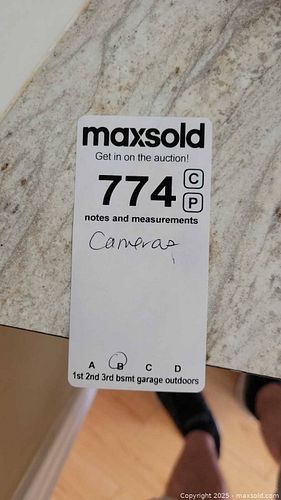 maxsold
Get in on the auction!
774 C
P
notes and measurements
Cameras
A B C D
1st 2nd 3rd bsmt garage outdoors
Copyright © 2025 - maxsold.com